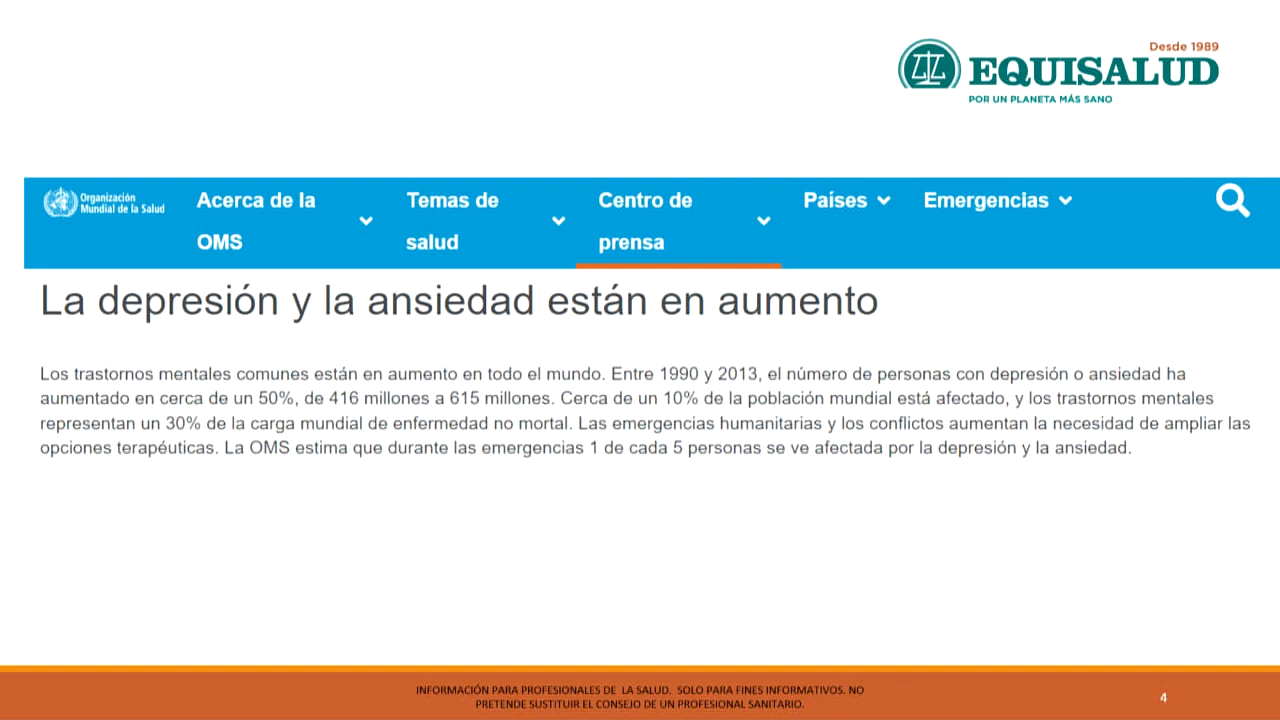 Desde 1989
EQUISALUD
POR UN PLANETA MÁS SANO
Organización
Mundial de la Salud
Acerca de la
OMS
Temas de
salud
Centro de
prensa
Países
Emergencias
La depresión y la ansiedad están en aumento
Los trastornos mentales comunes están en aumento en todo el mundo. Entre 1990 y 2013, el número de personas con depresión o ansiedad ha
aumentado en cerca de un 50%, de 416 millones a 615 millones. Cerca de un 10% de la población mundial está afectado, y los trastornos mentales
representan un 30% de la carga mundial de enfermedad no mortal. Las emergencias humanitarias y los conflictos aumentan la necesidad de ampliar las
opciones terapéuticas. La OMS estima que durante las emergencias 1 de cada 5 personas se ve afectada por la depresión y la ansiedad.
INFORMACIÓN PARA PROFESIONALES DE LA SALUD. SOLO PARA FINES INFORMATIVOS. NO
PRETENDE SUSTITUIR EL CONSEJO DE UN PROFESIONAL SANITARIO.
4